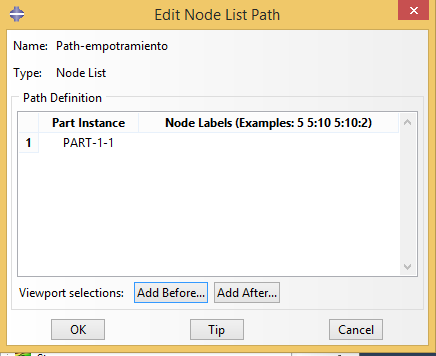 Edit Node List Path
Name: Path-empotramiento
Type: Node List
Path Definition
Part Instance Node Labels (Examples: 5 5:10 5:10:2)
1 PART-1-1
Viewport selections: Add Before... Add After...
OK Tip Cancel